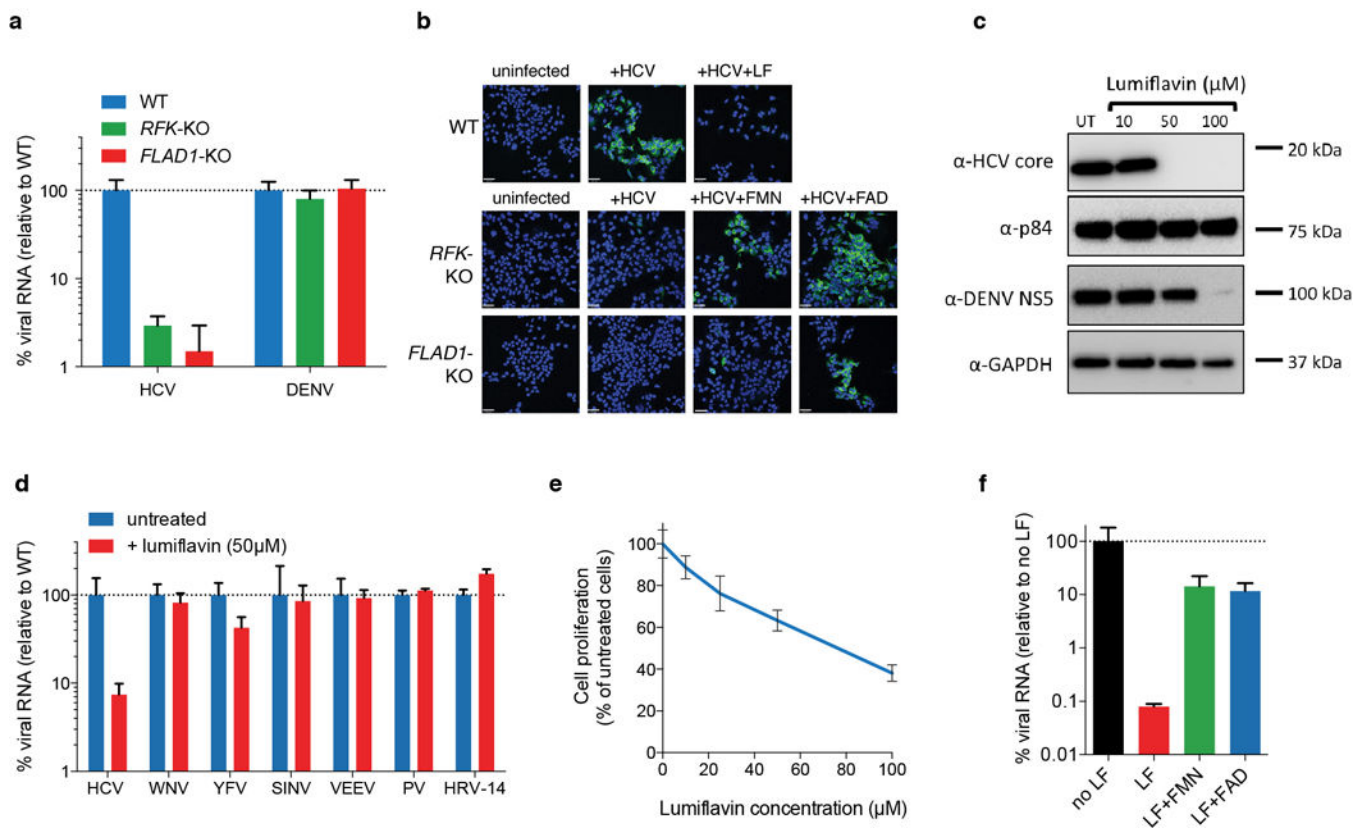 a
WT
RFK-KO
FLAD1-KO
% viral RNA (relative to WT)
100
10
1
HCV
DENV
b
uninfected
+HCV
+HCV+LF
WT
uninfected
+HCV
+HCV+FMN
+HCV+FAD
RFK-
KO
FLAD1-
KO
c
Lumiflavin (µM)
UT
10
50
100
α-HCV core
20 kDa
α-p84
75 kDa
α-DENV NS5
100 kDa
α-GAPDH
37 kDa
d
untreated
+ lumiflavin (50µM)
% viral RNA (relative to WT)
100
10
1
HCV
WNV
YFV
SINV
VEEV
PV
HRV-14
e
Cell proliferation
(% of untreated cells)
100
80
60
40
20
0
0
20
40
60
80
100
Lumiflavin concentration (µM)
f
% viral RNA (relative to no LF)
100
10
1
0.1
0.01
no LF
LF
LF+FMN
LF+FAD